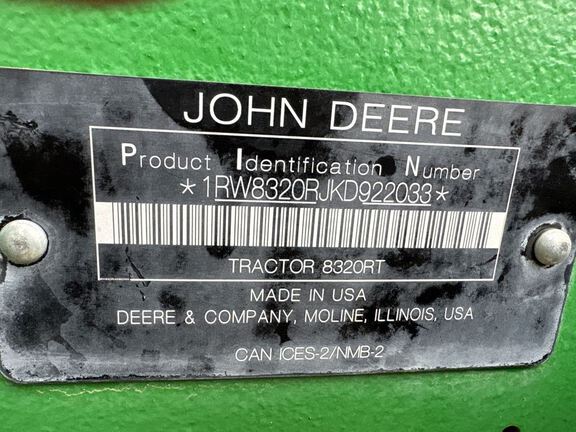 JOHN DEERE
Product Identification Number
*1RW8320RJKD922033*
TRACTOR 8320RT
MADE IN USA
DEERE & COMPANY, MOLINE, ILLINOIS, USA
CAN ICES-2/NMB-2